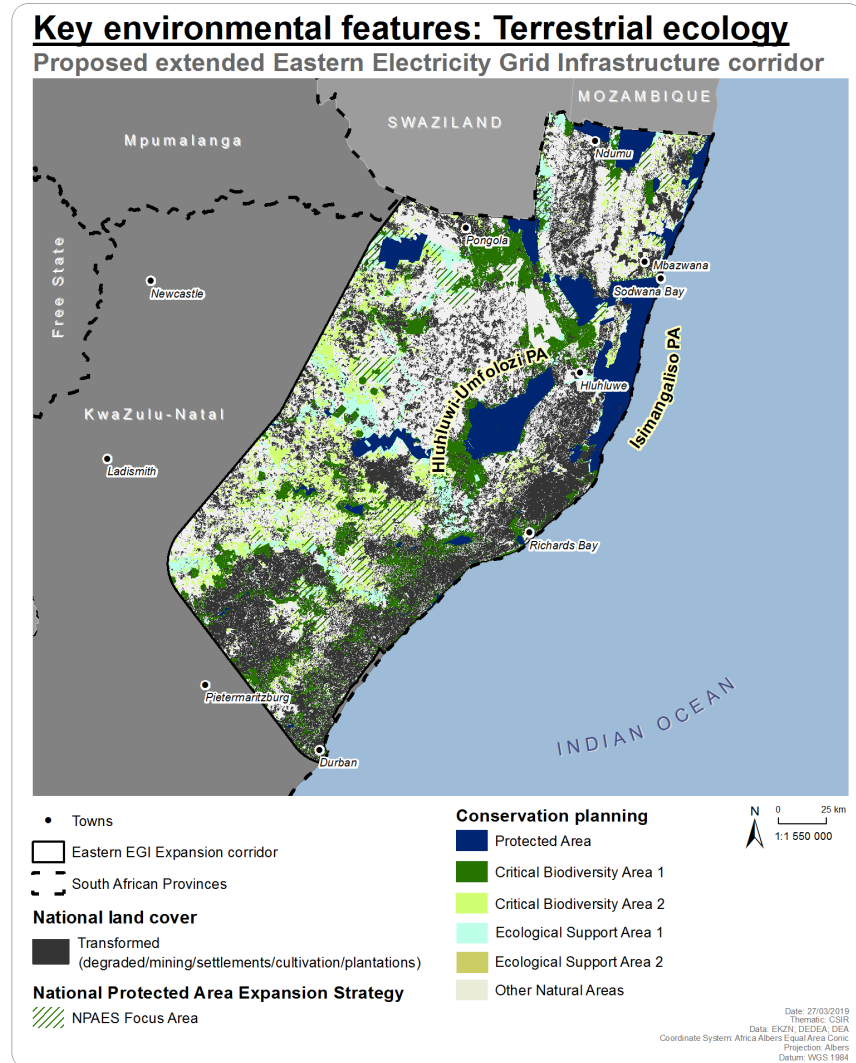 Key environmental features: Terrestrial ecology
Proposed extended Eastern Electricity Grid Infrastructure corridor
MOZAMBIQUE
SWAZILAND
Mpumalanga
Ndumu
Pongola
Free State
Mbazwana
Newcastle
Sodwana Bay
Hluhluwi-Umfolozi PA
Isimangaliso PA
Hluhluwe
KwaZulu-Natal
Ladismith
Richards Bay
Pietermaritzburg
INDIAN OCEAN
Durban
Towns
Eastern EGI Expansion corridor
South African Provinces
National land cover
Transformed
(degraded/mining/settlements/cultivation/plantations)
National Protected Area Expansion Strategy
NPAES Focus Area
Conservation planning
Protected Area
Critical Biodiversity Area 1
Critical Biodiversity Area 2
Ecological Support Area 1
Ecological Support Area 2
Other Natural Areas
N
0 25 km
1:1 550 000
Date: 27/03/2019
Thematic: CSIR
Data: EKZN; DEDEA; DEA
Coordinate System: Africa Albers Equal Area Conic
Projection: Albers
Datum: WGS 1984